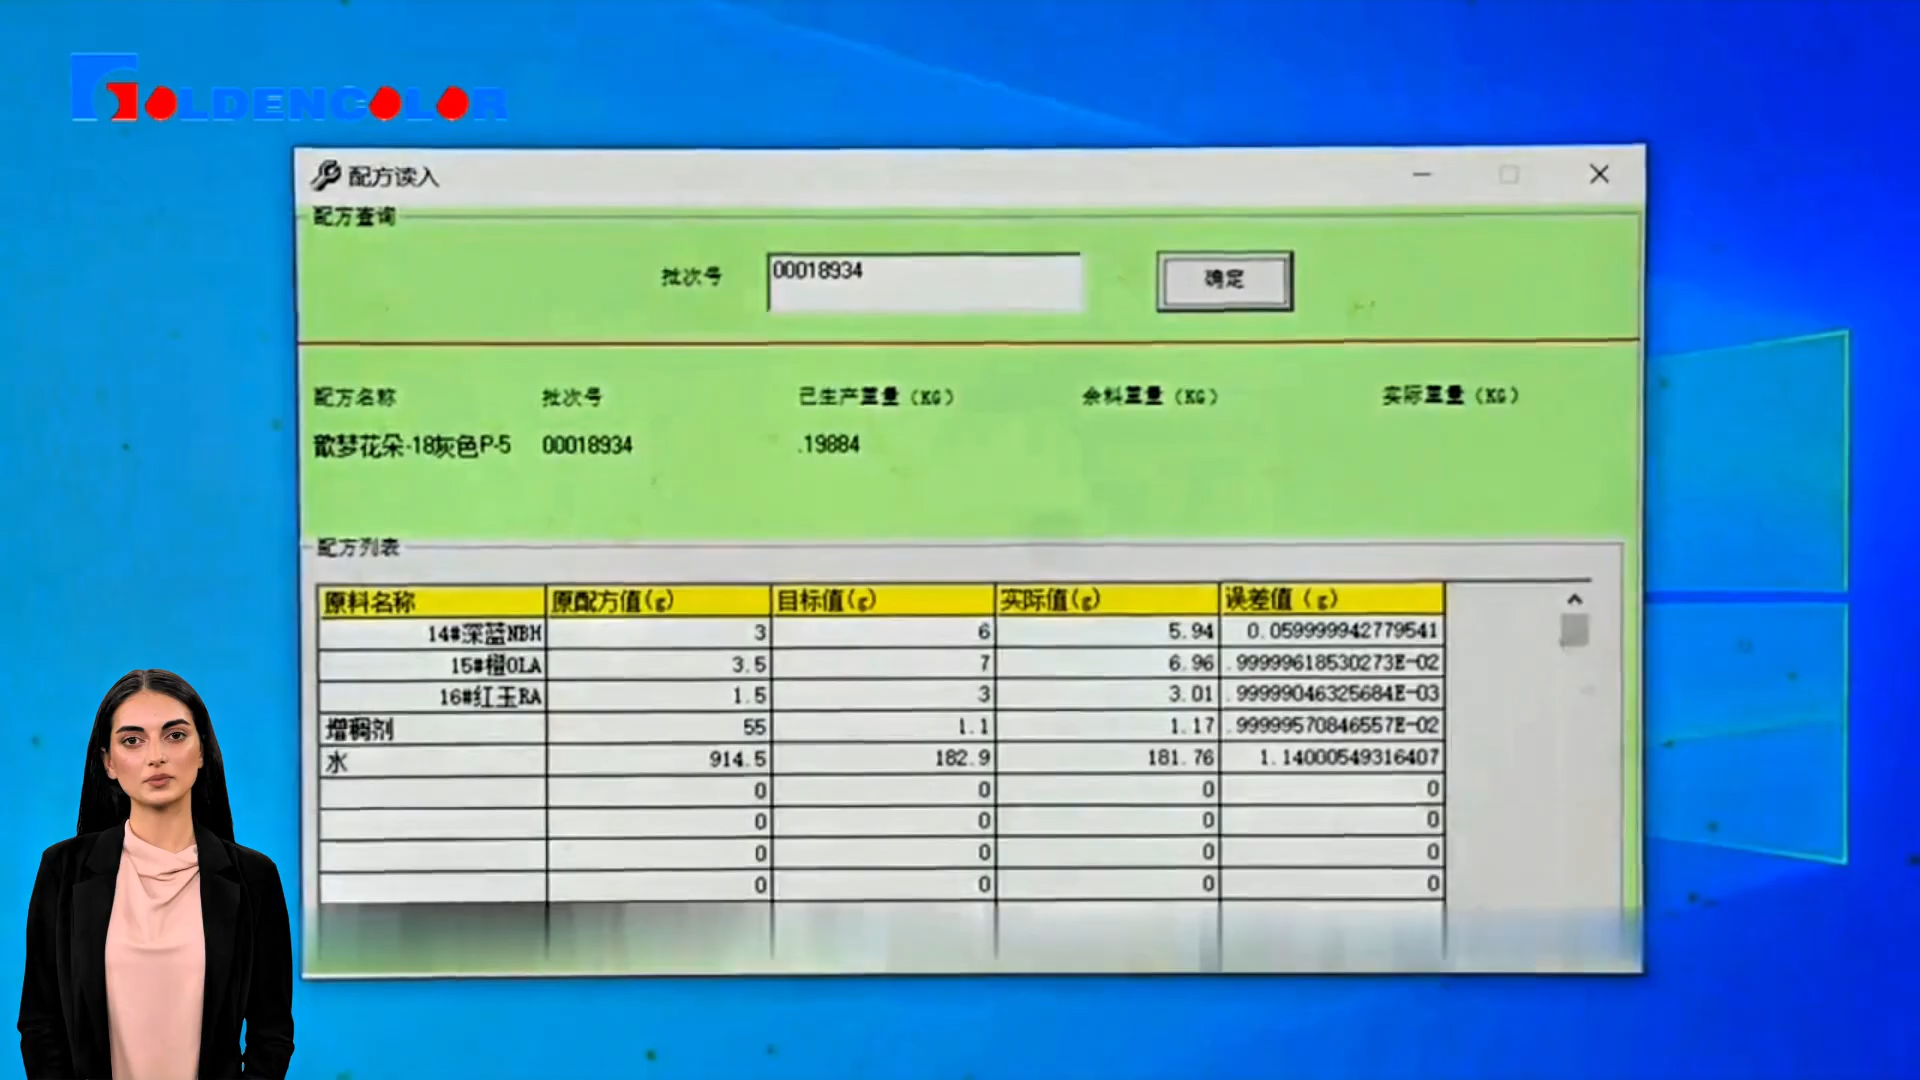 GOLDENCOLOR
配方读入
配方查询
批次号 00018934 确定
配方名称 批次号 已生产重量(KG) 余料重量(KG) 实际重量(KG)
歆梦花朵-18灰色P-5 00018934 .19884
配方列表
原料名称 原配方值(g) 目标值(g) 实际值(g) 误差值(g)
14#深蓝NBH 3 6 5.94 0.0599999942779541
15#橙OLA 3.5 7 6.96 .99999618530273E-02
16#红玉RA 1.5 3 3.01 .99999046325684E-03
增稠剂 55 1.1 1.17 .99999570846557E-02
水 914.5 182.9 181.76 1.14000549316407
0 0 0 0
0 0 0 0
0 0 0 0
0 0 0 0